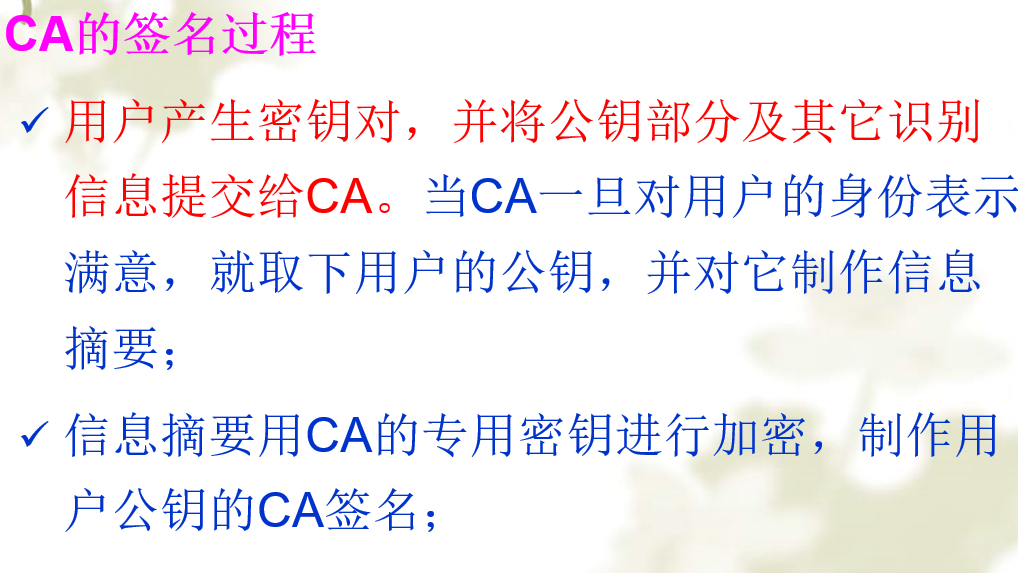 CA的签名过程
✓ 用户产生密钥对，并将公钥部分及其它识别
信息提交给CA。当CA一旦对用户的身份表示
满意，就取下用户的公钥，并对它制作信息
摘要；
✓ 信息摘要用CA的专用密钥进行加密，制作用
户公钥的CA签名；